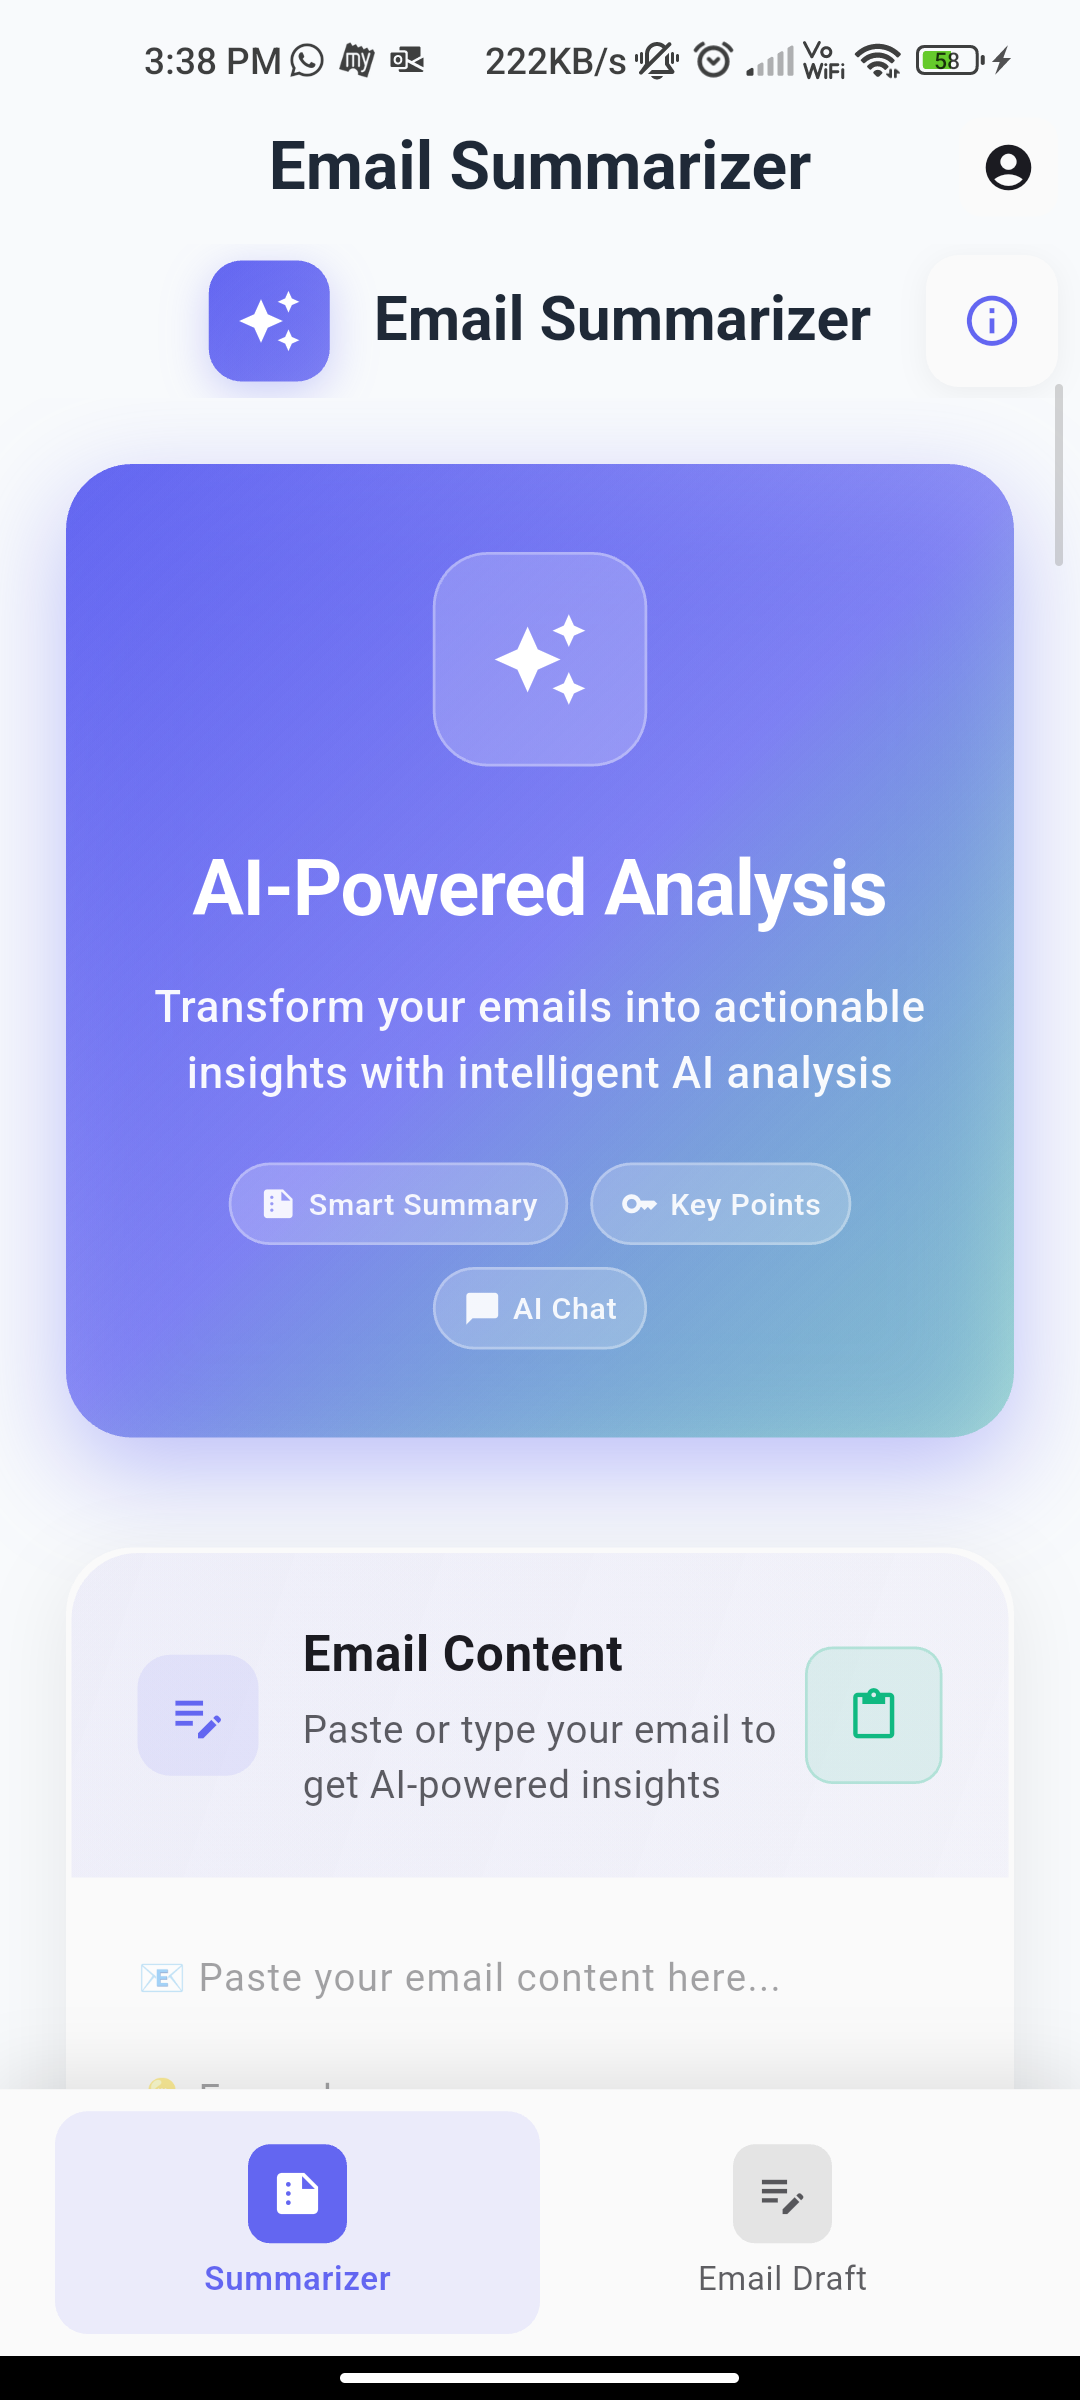 3:38 PM my 222KB/s Vo WiFi 58
Email Summarizer
Email Summarizer
AI-Powered Analysis
Transform your emails into actionable
insights with intelligent AI analysis
Smart Summary Key Points
AI Chat
Email Content
Paste or type your email to
get AI-powered insights
📧 Paste your email content here...
Summarizer Email Draft